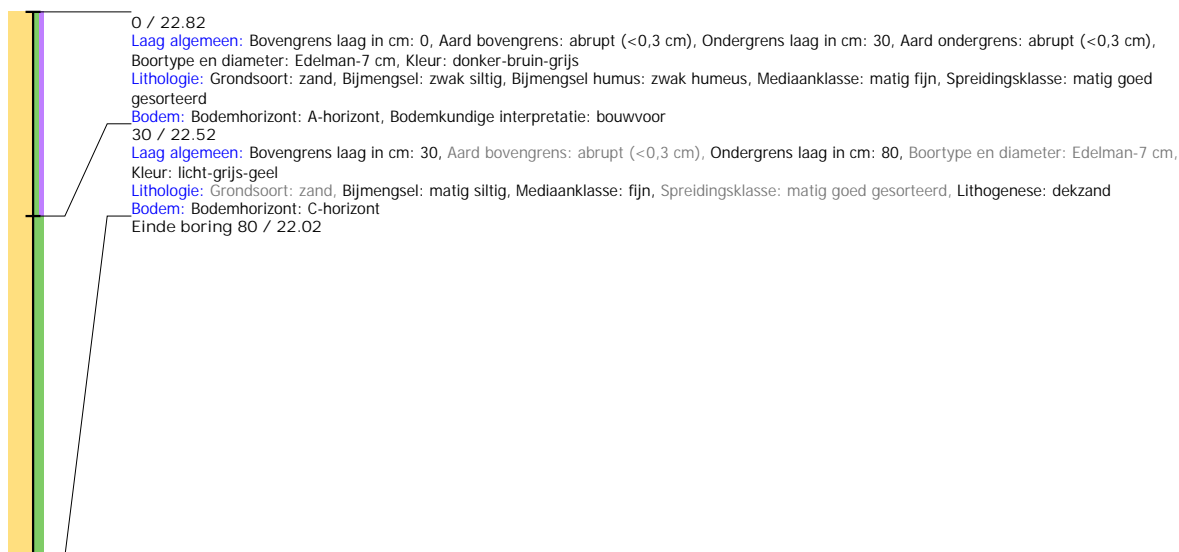 0 / 22.82
Laag algemeen: Bovengrens laag in cm: 0, Aard bovengrens: abrupt (<0,3 cm), Ondergrens laag in cm: 30, Aard ondergrens: abrupt (<0,3 cm),
Boortype en diameter: Edelman-7 cm, Kleur: donker-bruin-grijs
Lithologie: Grondsoort: zand, Bijmengsel: zwak siltig, Bijmengsel humus: zwak humeus, Mediaanklasse: matig fijn, Spreidingsklasse: matig goed
gesorteerd
Bodem: Bodemhorizont: A-horizont, Bodemkundige interpretatie: bouwvoor
30 / 22.52
Laag algemeen: Bovengrens laag in cm: 30, Aard bovengrens: abrupt (<0,3 cm), Ondergrens laag in cm: 80, Boortype en diameter: Edelman-7 cm,
Kleur: licht-grijs-geel
Lithologie: Grondsoort: zand, Bijmengsel: matig siltig, Mediaanklasse: fijn, Spreidingsklasse: matig goed gesorteerd, Lithogenese: dekzand
Bodem: Bodemhorizont: C-horizont
Einde boring 80 / 22.02